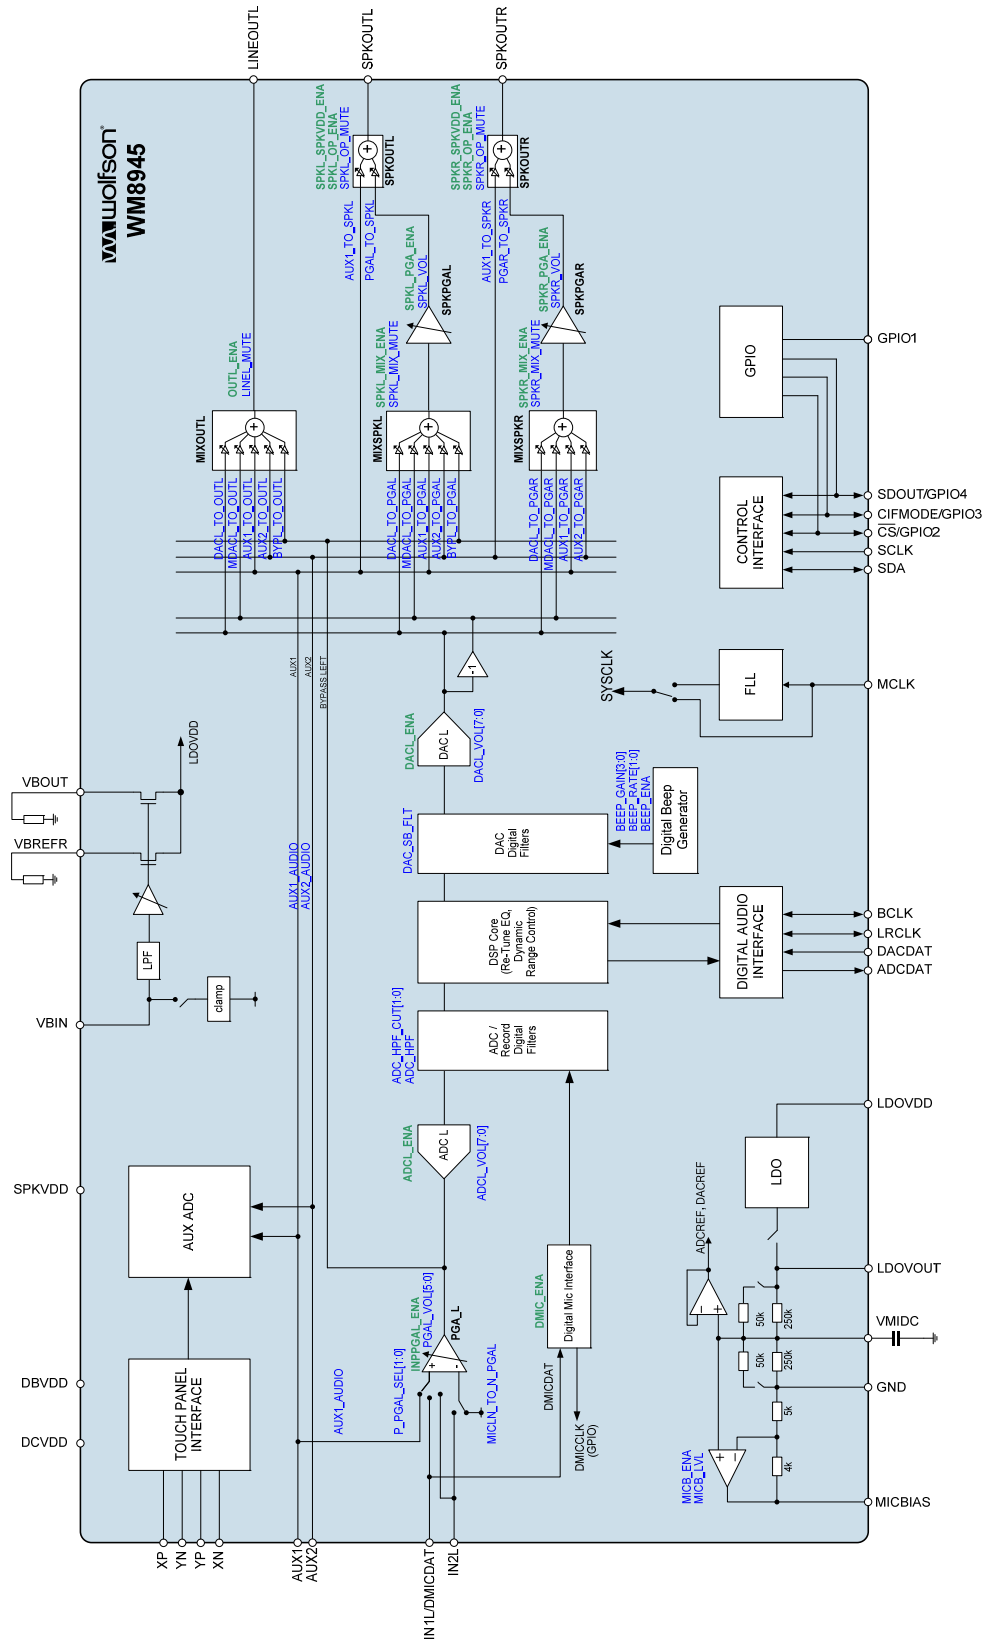 LINEOUTL
SPKOUTL
SPKOUTR
wolfson®
WM8945
SPKL_SPKVDD_ENA
SPKL_OP_ENA
SPKL_OP_MUTE
SPKOUTL
SPKR_SPKVDD_ENA
SPKR_OP_ENA
SPKR_OP_MUTE
SPKOUTR
AUX1_TO_SPKL
PGAL_TO_SPKL
AUX1_TO_SPKR
PGAR_TO_SPKR
SPKL_PGA_ENA
SPKL_VOL
SPKPGAL
SPKR_PGA_ENA
SPKR_VOL
SPKPGAR
OUTL_ENA
LINEL_MUTE
SPKL_MIX_ENA
SPKL_MIX_MUTE
SPKR_MIX_ENA
SPKR_MIX_MUTE
MIXOUTL
MIXSPKL
MIXSPKR
DACL_TO_OUTL
MDACL_TO_OUTL
AUX1_TO_OUTL
AUX2_TO_OUTL
BYPL_TO_OUTL
DACL_TO_PGAL
MDACL_TO_PGAL
AUX1_TO_PGAL
AUX2_TO_PGAL
BYPL_TO_PGAL
DACL_TO_PGAR
MDACL_TO_PGAR
AUX1_TO_PGAR
AUX2_TO_PGAR
GPIO
GPIO1
CONTROL
INTERFACE
SDOUT/GPIO4
CIFMODE/GPIO3
CS/GPIO2
SCLK
SDA
AUX1
AUX2
BYPASS LEFT
-1
SYSCLK
FLL
MCLK
DACL_ENA
DAC L
DACL_VOL[7:0]
VBOUT
VBREFR
LDOVDD
LPF
clamp
VBIN
AUX1_AUDIO
AUX2_AUDIO
DAC_SB_FLT
DAC
Digital
Filters
BEEP_GAIN[3:0]
BEEP_RATE[1:0]
BEEP_ENA
Digital Beep
Generator
DSP Core
(Re-Tune EQ,
Dynamic
Range Control)
DIGITAL AUDIO
INTERFACE
BCLK
LRCLK
DACDAT
ADCDAT
ADC_HPF_CUT[1:0]
ADC_HPF
ADC /
Record
Digital
Filters
ADCL_ENA
ADC L
ADCL_VOL[7:0]
SPKVDD
AUX ADC
DBVDD
DCVDD
TOUCH PANEL
INTERFACE
XP
YN
YP
XN
AUX1
AUX2
AUX1_AUDIO
P_PGAL_SEL[1:0]
INPPGAL_ENA
PGAL_VOL[5:0]
PGA_L
+
-
MICLN_TO_N_PGAL
IN1L/DMICDAT
IN2L
DMIC_ENA
Digital Mic Interface
DMICDAT
DMICCLK
(GPIO)
LDOVDD
LDO
ADCREF, DACREF
LDOVOUT
50k
250k
VMIDC
50k
250k
GND
5k
MICB_ENA
MICB_LVL
4k
MICBIAS